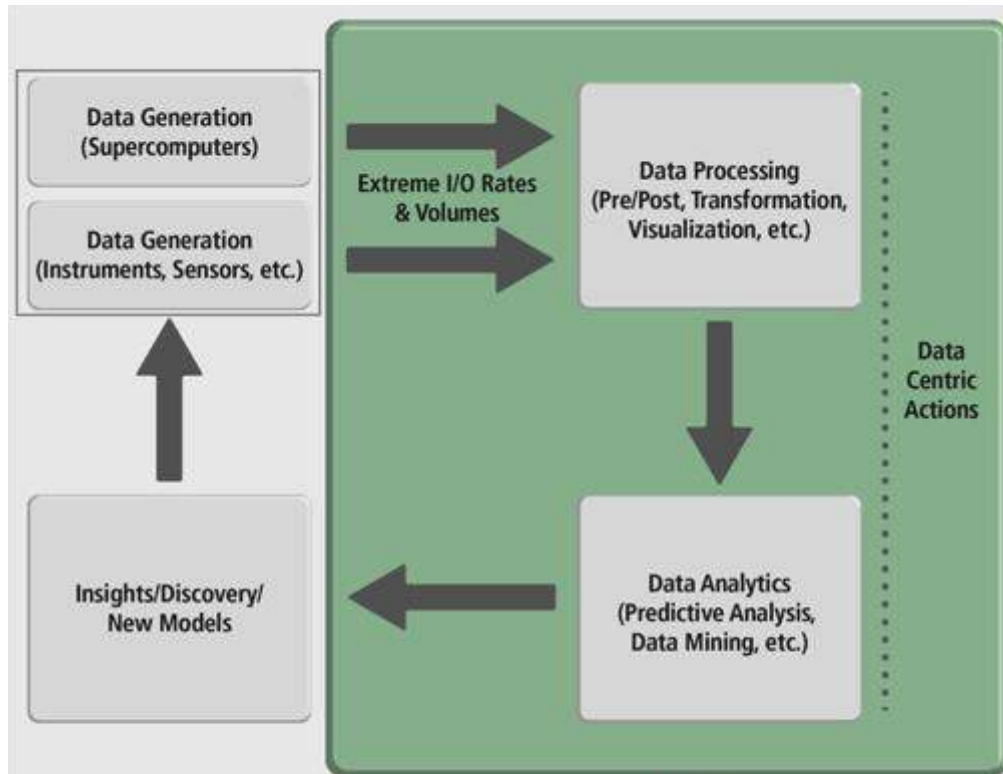 Data Generation
(Supercomputers)
Data Generation
(Instruments, Sensors, etc.)
Extreme I/O Rates
& Volumes
Data Processing
(Pre/Post, Transformation,
Visualization, etc.)
Data
Centric
Actions
Insights/Discovery/
New Models
Data Analytics
(Predictive Analysis,
Data Mining, etc.)